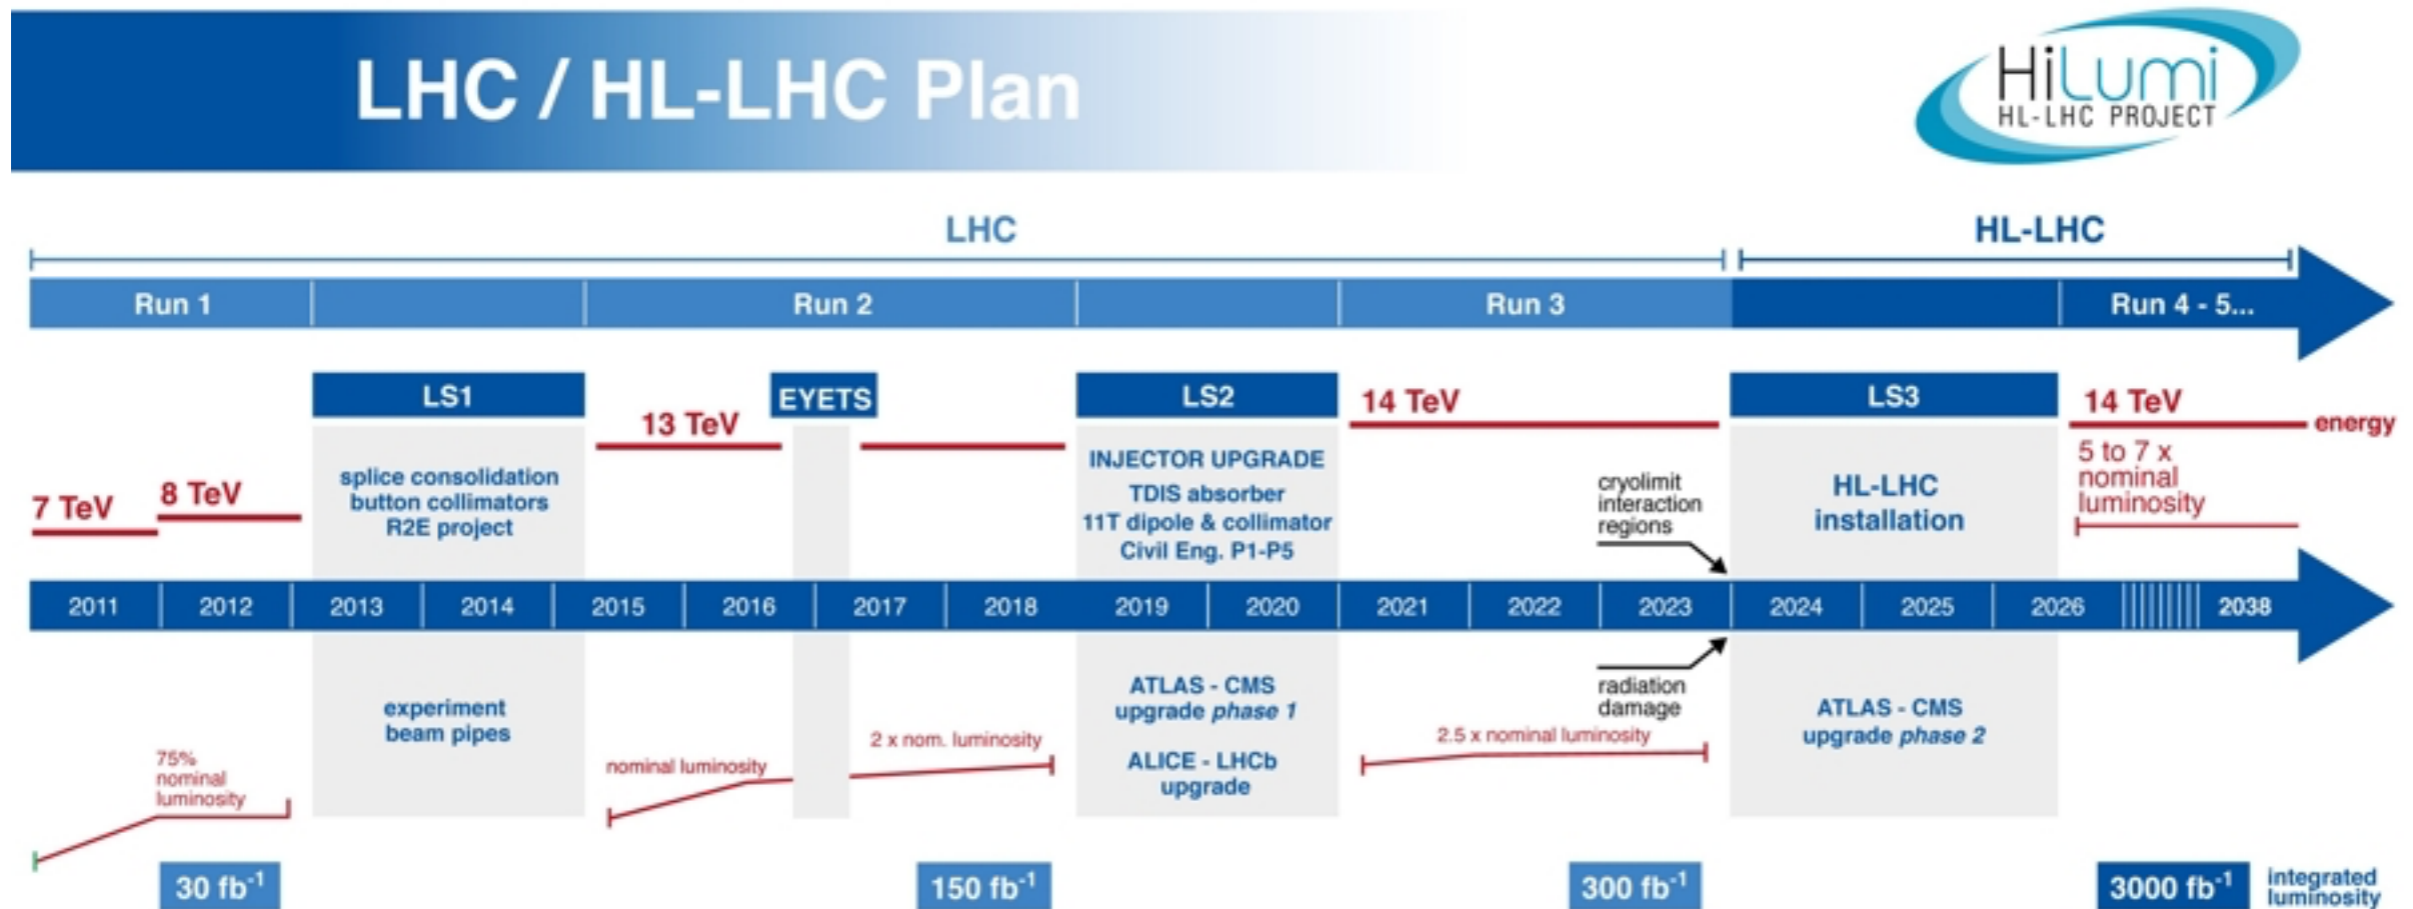 LHC / HL-LHC Plan
HiLumi
HL-LHC PROJECT
LHC
HL-LHC
Run 1
Run 2
Run 3
Run 4 - 5...
LS1
EYETS
LS2
LS3
7 TeV
8 TeV
13 TeV
14 TeV
14 TeV
energy
splice consolidation
button collimators
R2E project
INJECTOR UPGRADE
TDIS absorber
11T dipole & collimator
Civil Eng. P1-P5
cryolimit
interaction
regions
HL-LHC
installation
5 to 7 x
nominal
luminosity
2011 2012 2013 2014 2015 2016 2017 2018 2019 2020 2021 2022 2023 2024 2025 2026 2038
75%
nominal
luminosity
experiment
beam pipes
nominal luminosity
2 x nom. luminosity
ATLAS - CMS
upgrade phase 1
ALICE - LHCb
upgrade
radiation
damage
2.5 x nominal luminosity
ATLAS - CMS
upgrade phase 2
30 fb⁻¹
150 fb⁻¹
300 fb⁻¹
3000 fb⁻¹
integrated
luminosity